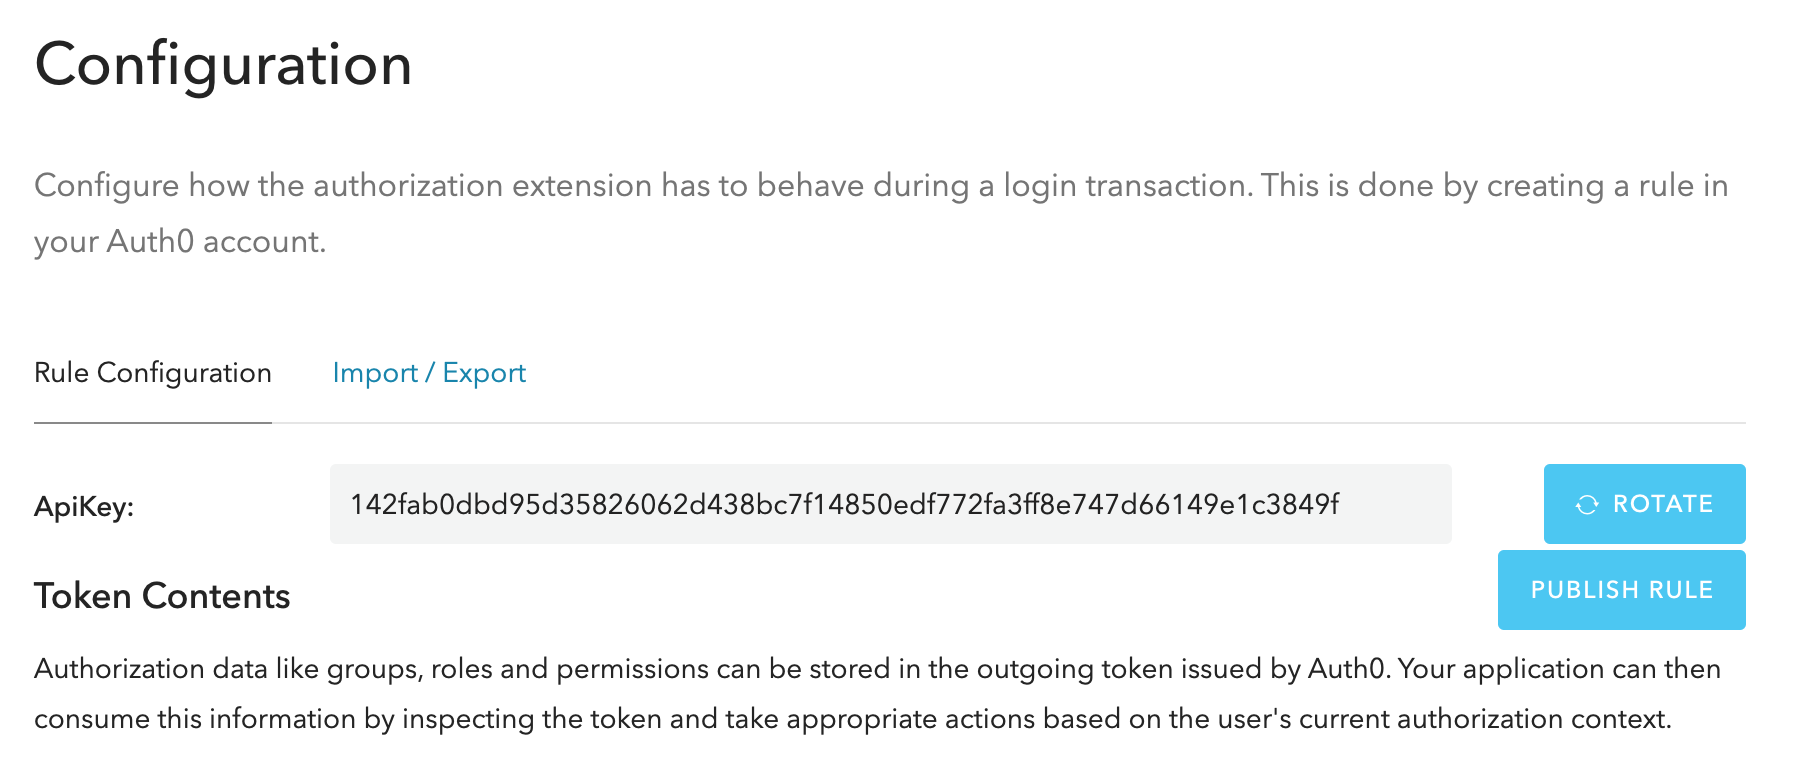 Configuration
Configure how the authorization extension has to behave during a login transaction. This is done by creating a rule in
your Auth0 account.
Rule Configuration
Import / Export
ApiKey:
142fab0dbd95d35826062d438bc7f14850edf772fa3ff8e747d66149e1c3849f
ROTATE
Token Contents
PUBLISH RULE
Authorization data like groups, roles and permissions can be stored in the outgoing token issued by Auth0. Your application can then
consume this information by inspecting the token and take appropriate actions based on the user's current authorization context.